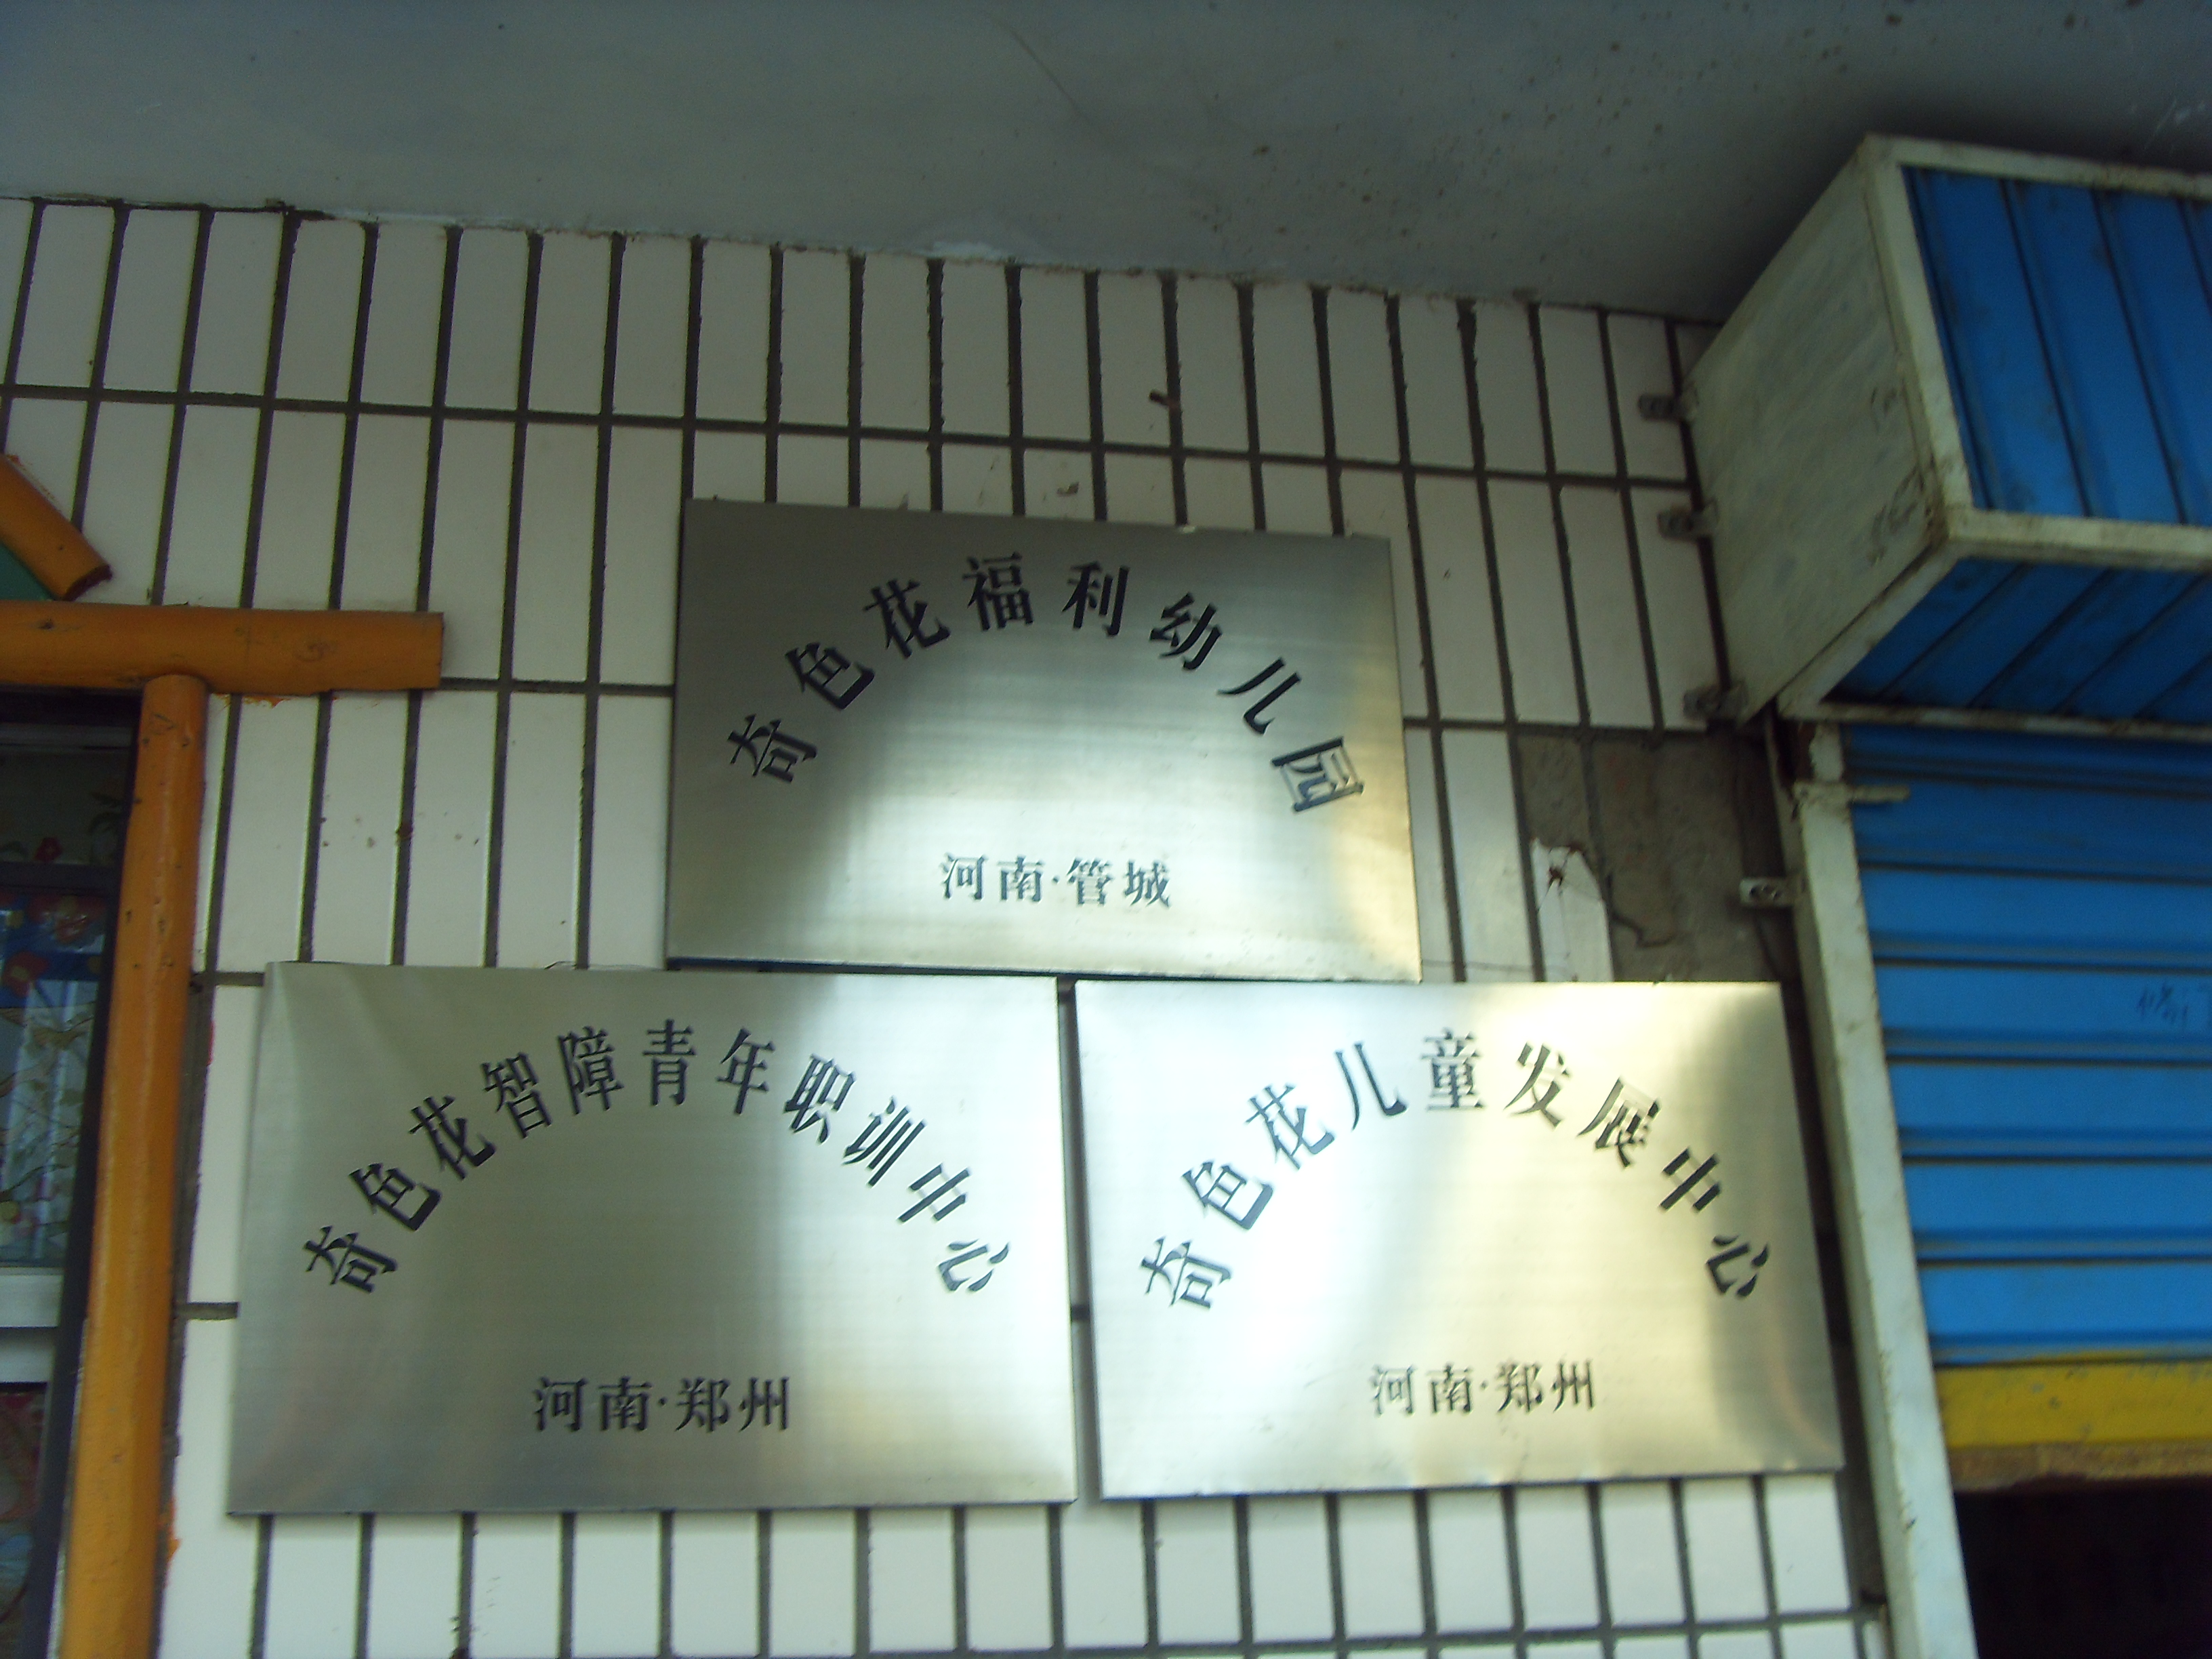 奇色花福利幼儿园
河南·管城
奇色花智障青年职训中心
河南·郑州
奇色花儿童发展中心
河南·郑州